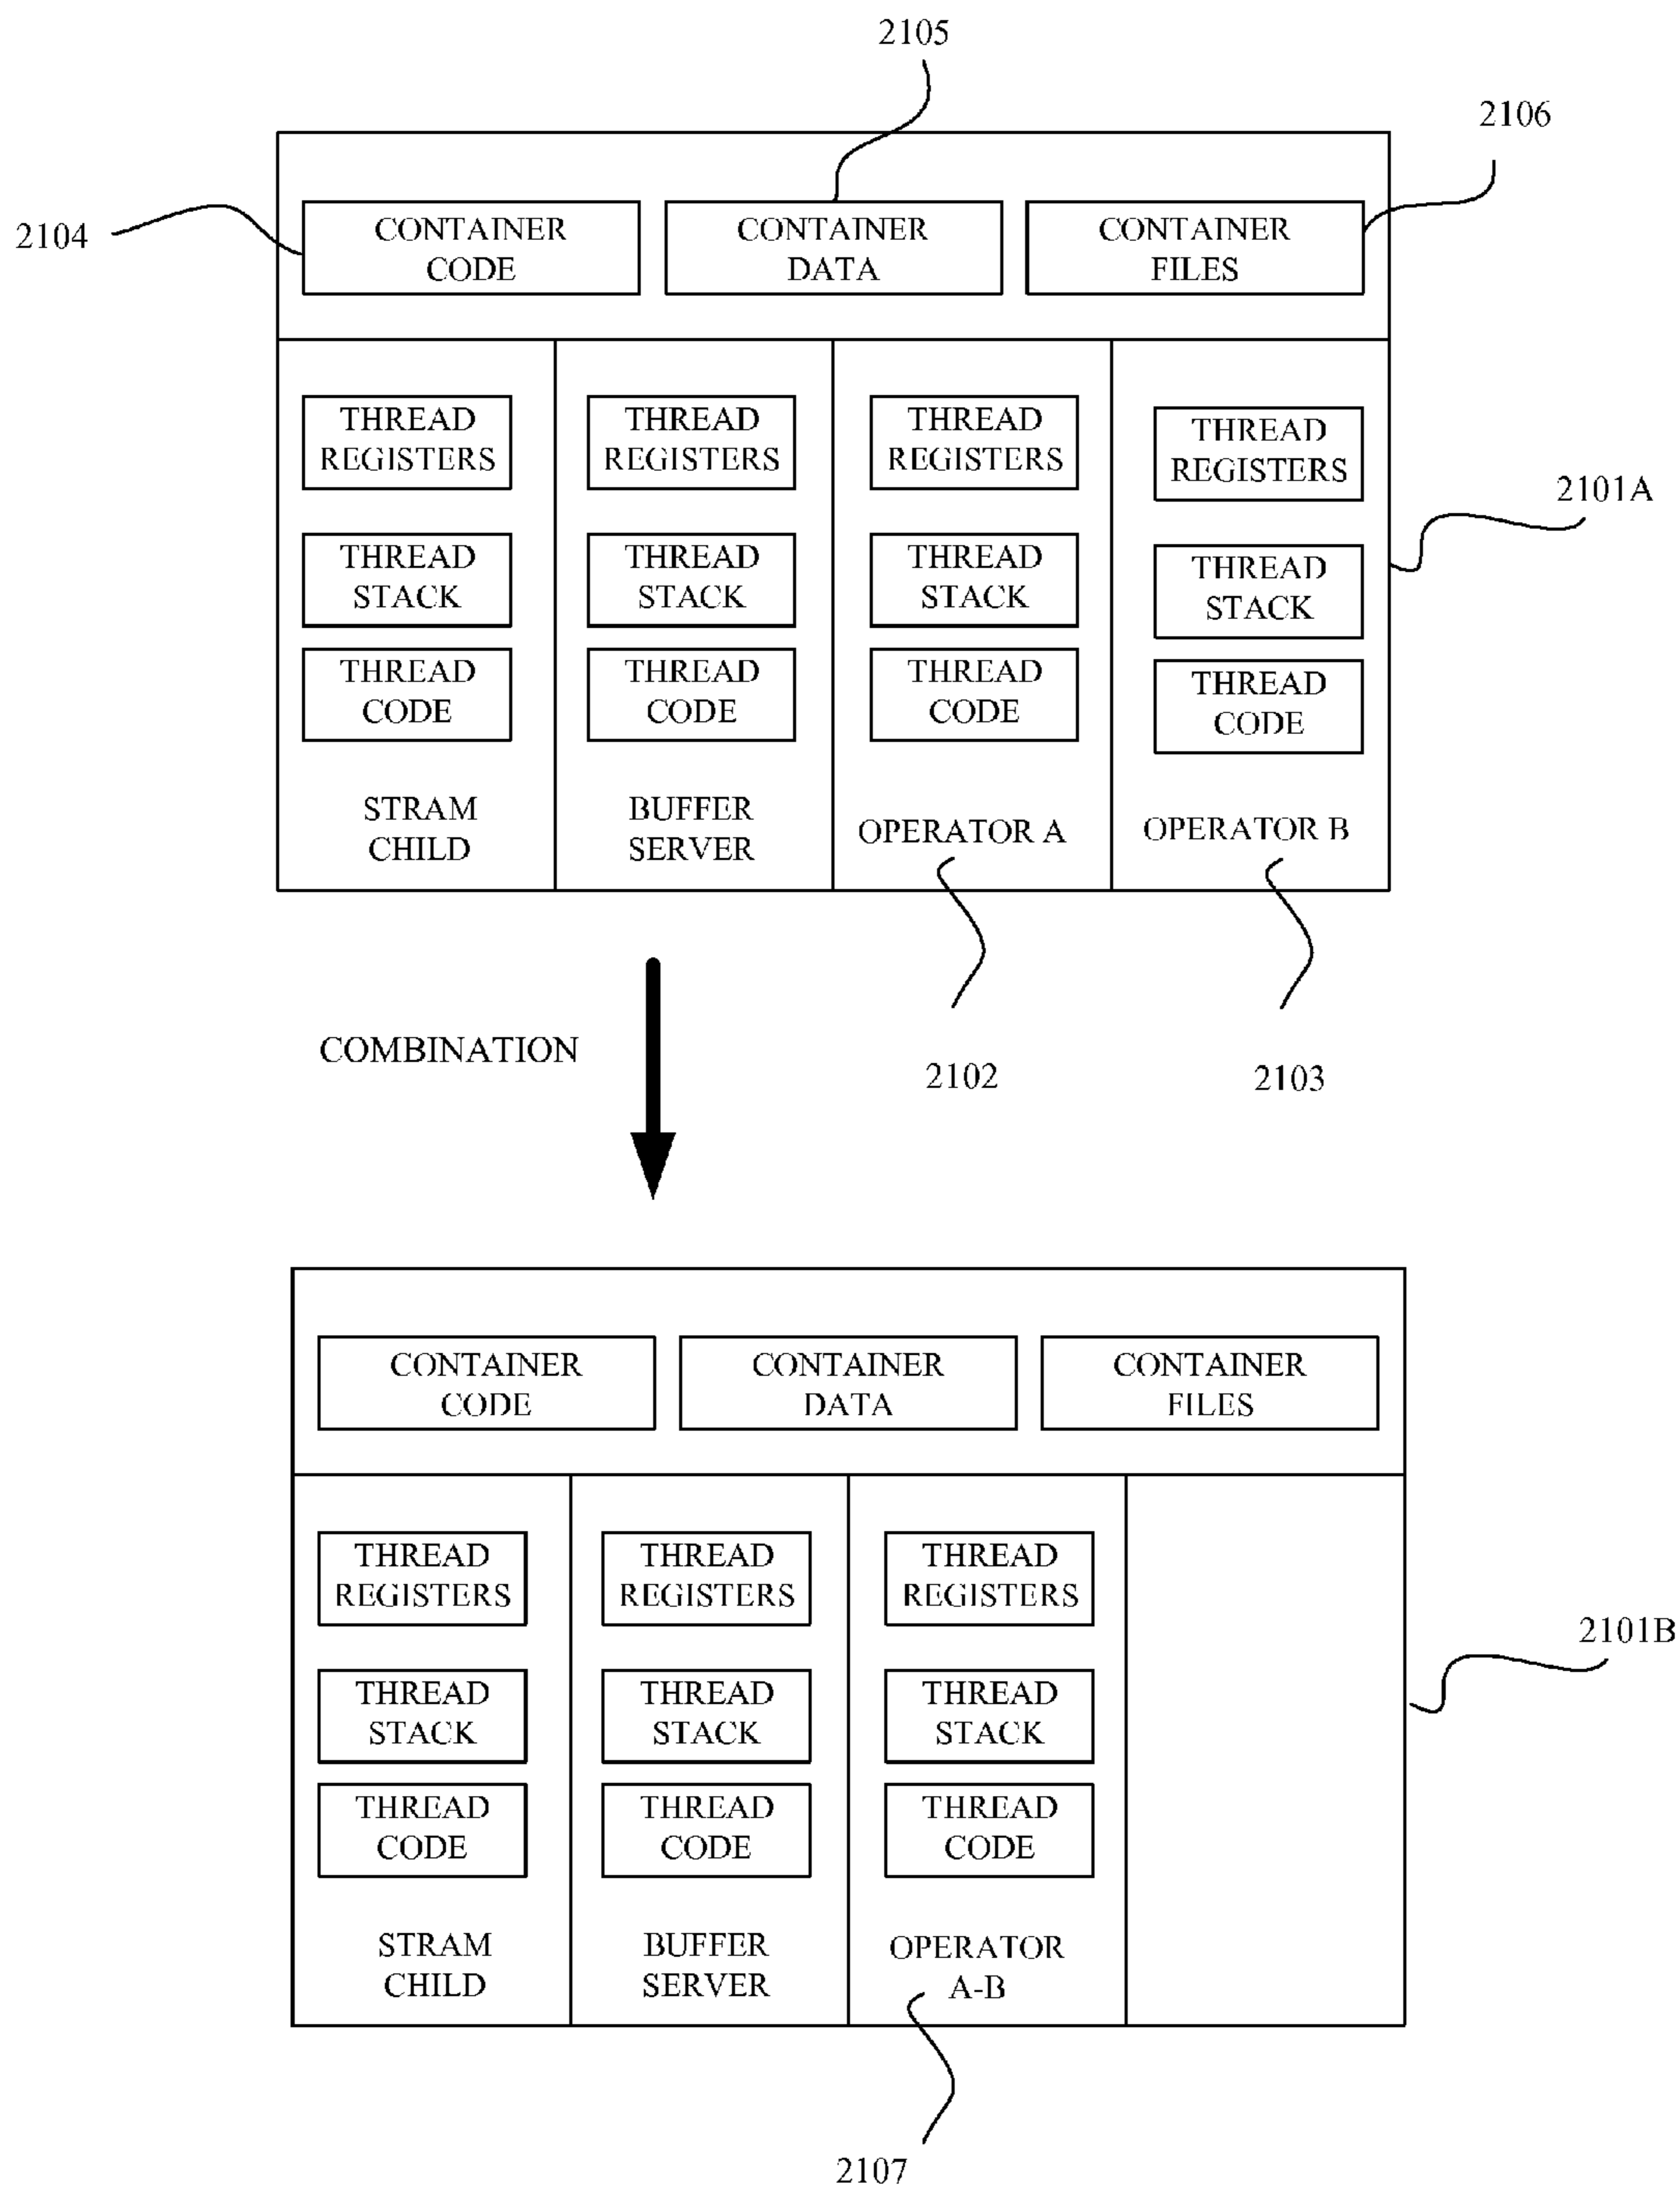 2105
2106
2104
CONTAINER
CODE
CONTAINER
DATA
CONTAINER
FILES
THREAD
REGISTERS
THREAD
REGISTERS
THREAD
REGISTERS
THREAD
REGISTERS
2101A
THREAD
STACK
THREAD
STACK
THREAD
STACK
THREAD
STACK
THREAD
CODE
THREAD
CODE
THREAD
CODE
THREAD
CODE
STRAM
CHILD
BUFFER
SERVER
OPERATOR A
OPERATOR B
COMBINATION
2102
2103
CONTAINER
CODE
CONTAINER
DATA
CONTAINER
FILES
THREAD
REGISTERS
THREAD
REGISTERS
THREAD
REGISTERS
2101B
THREAD
STACK
THREAD
STACK
THREAD
STACK
THREAD
CODE
THREAD
CODE
THREAD
CODE
STRAM
CHILD
BUFFER
SERVER
OPERATOR
A-B
2107